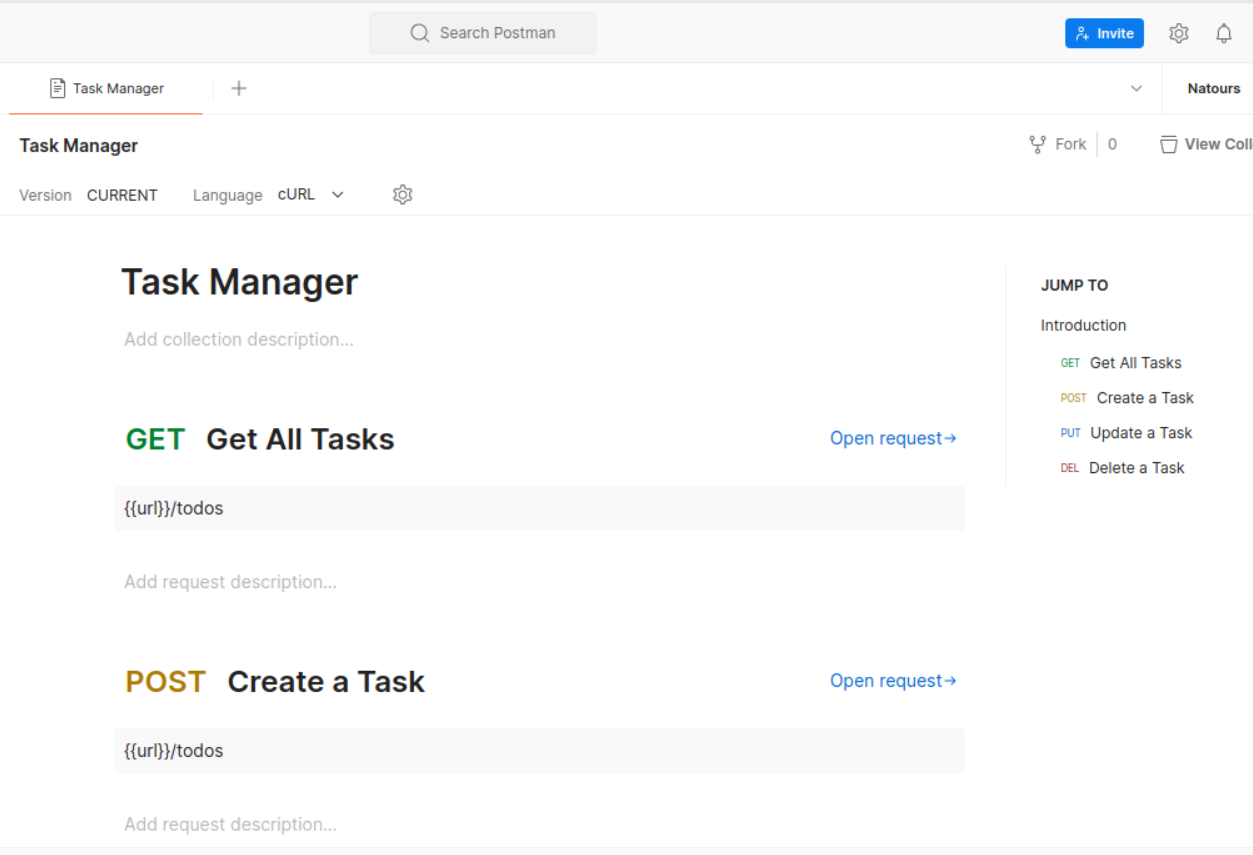 Search Postman
Invite
Task Manager
Natours
Task Manager
Fork 0
View Coll
Version CURRENT Language cURL
Task Manager
Add collection description...
GET Get All Tasks
Open request→
{{url}}/todos
Add request description...
POST Create a Task
Open request→
{{url}}/todos
Add request description...
JUMP TO
Introduction
GET Get All Tasks
POST Create a Task
PUT Update a Task
DEL Delete a Task